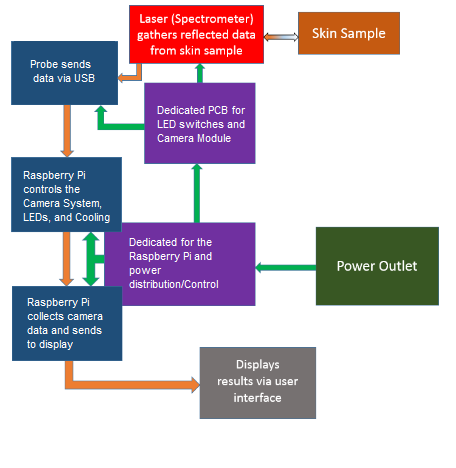 Laser (Spectrometer)
gathers reflected data
from skin sample
Skin Sample
Probe sends
data via USB
Dedicated PCB for
LED switches and
Camera Module
Raspberry Pi
controls the
Camera System,
LEDs, and Cooling
Dedicated for the
Raspberry Pi and
power
distribution/Control
Power Outlet
Raspberry Pi
collects camera
data and sends
to display
Displays
results via user
interface